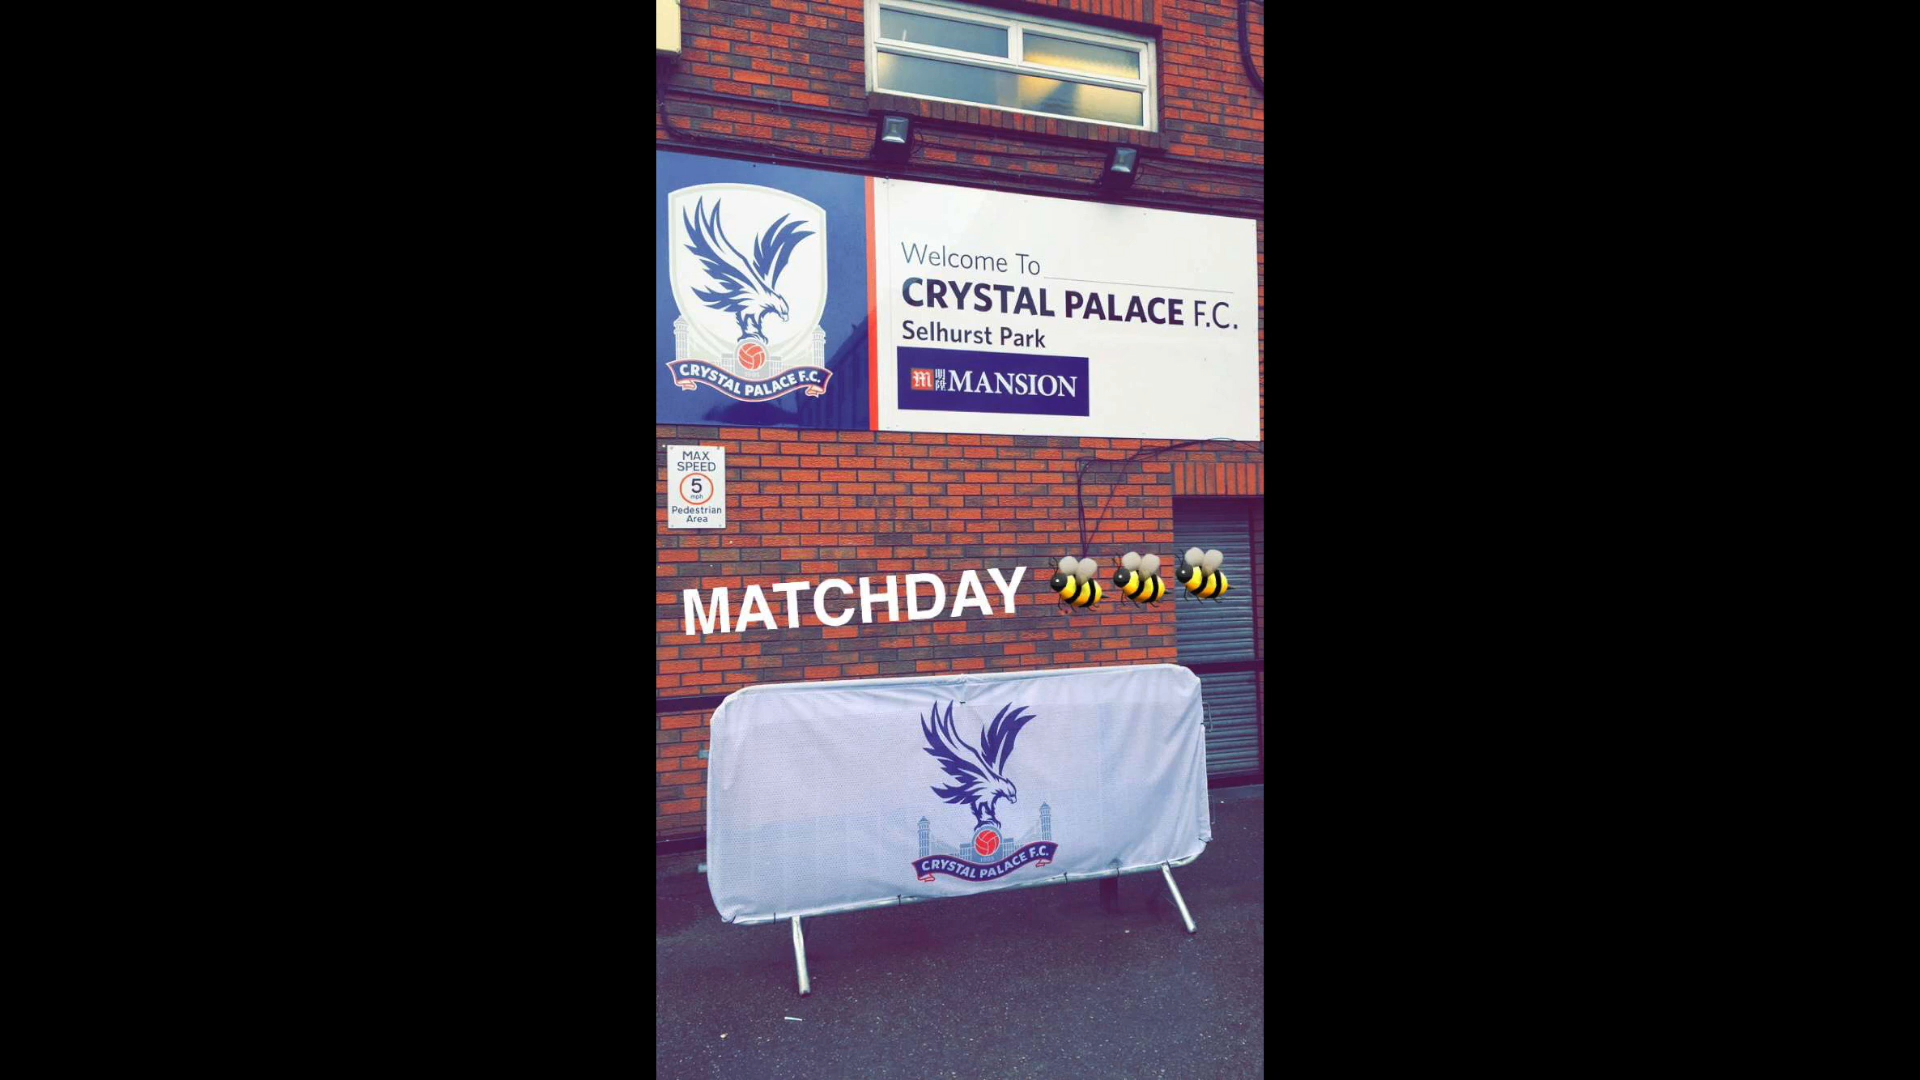 CRYSTAL PALACE F.C.
Welcome To
CRYSTAL PALACE F.C.
Selhurst Park
MANSION
MAX
SPEED
5
mph
Pedestrian
Area
MATCHDAY 🐝🐝🐝
CRYSTAL PALACE F.C.